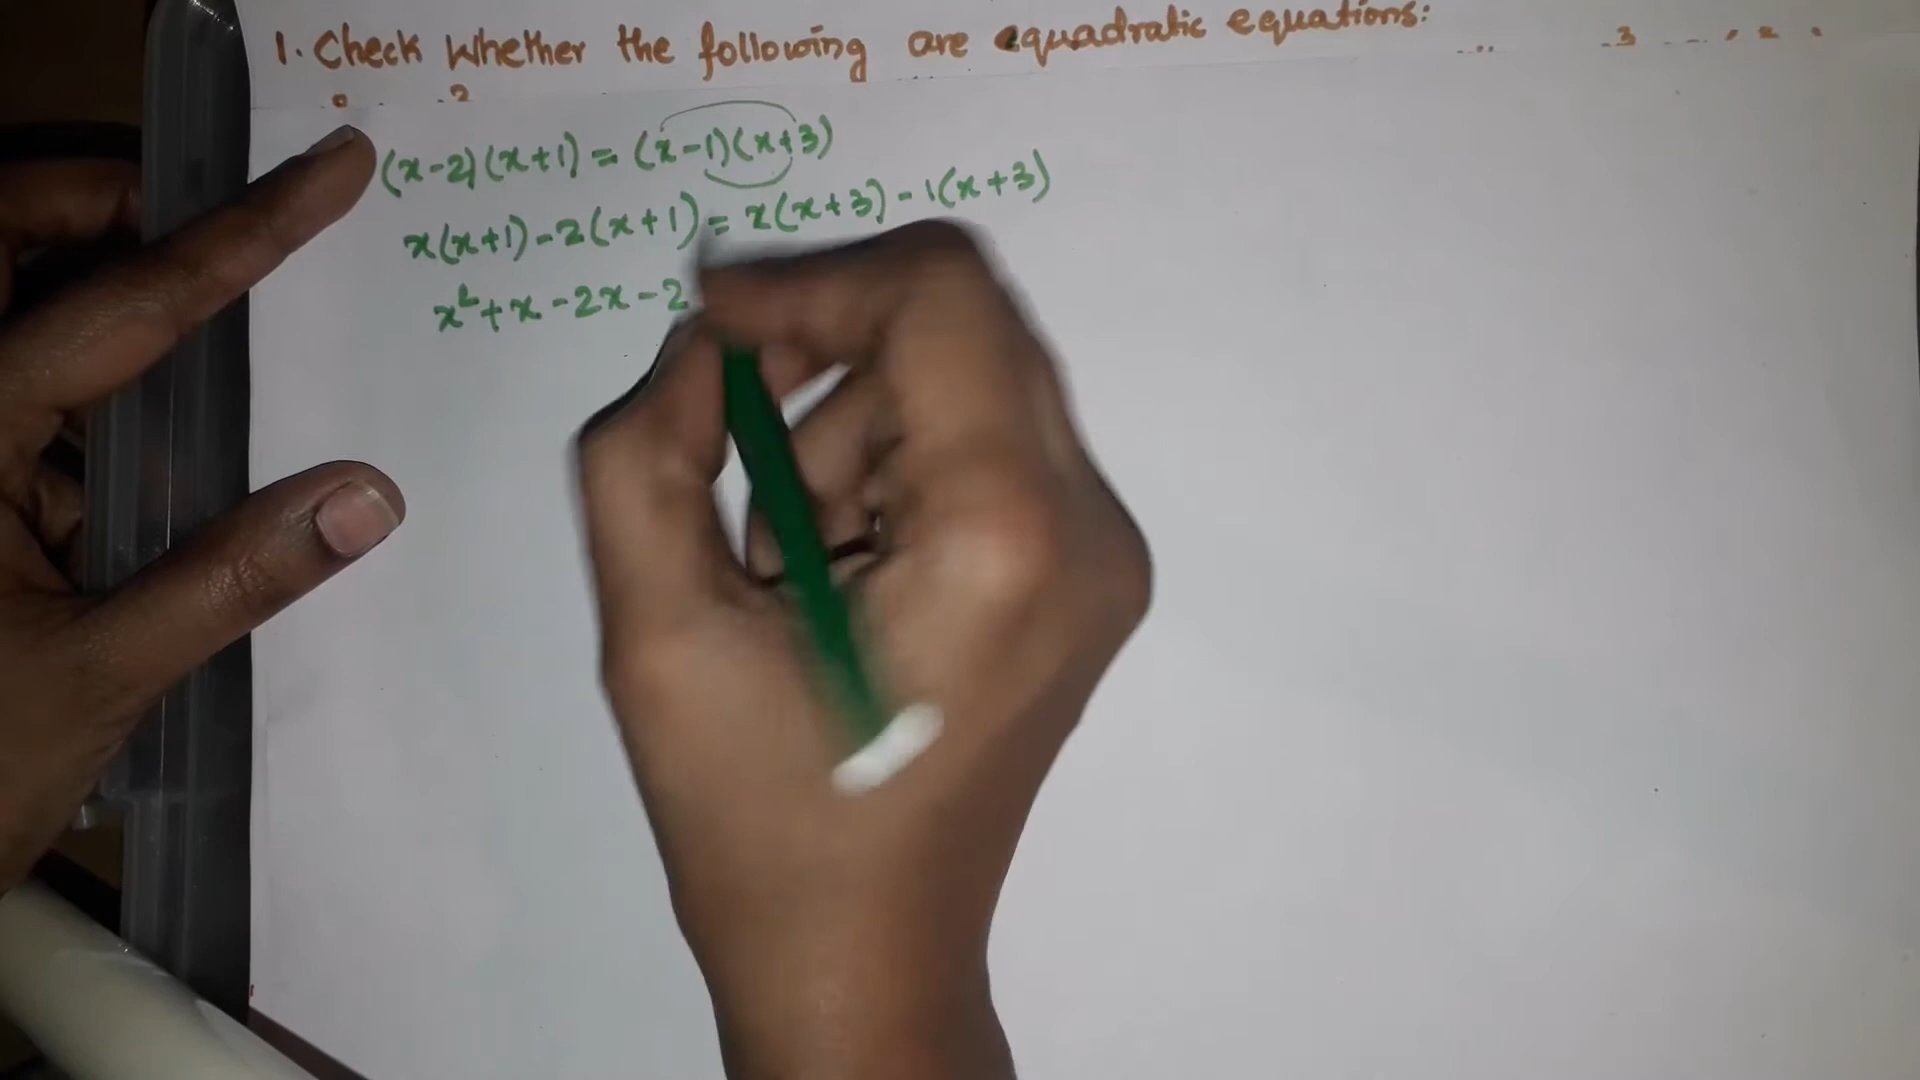 1. Check Whether the following are equadratic equations:
(x-2)(x+1) = (x-1)(x+3)
x(x+1)-2(x+1) = x(x+3)-1(x+3)
x²+x-2x-2